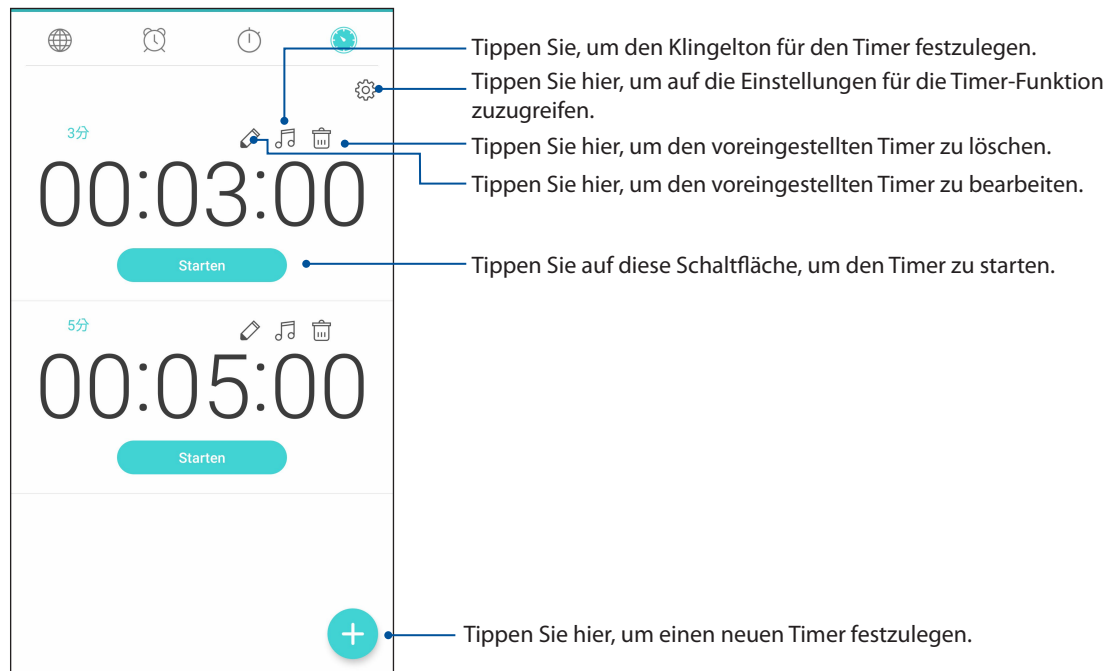 Tippen Sie, um den Klingelton für den Timer festzulegen.
Tippen Sie hier, um auf die Einstellungen für die Timer-Funktion
zuzugreifen.
3分
Tippen Sie hier, um den voreingestellten Timer zu löschen.
Tippen Sie hier, um den voreingestellten Timer zu bearbeiten.
00:03:00
Starten
Tippen Sie auf diese Schaltfläche, um den Timer zu starten.
5分
00:05:00
Starten
Tippen Sie hier, um einen neuen Timer festzulegen.